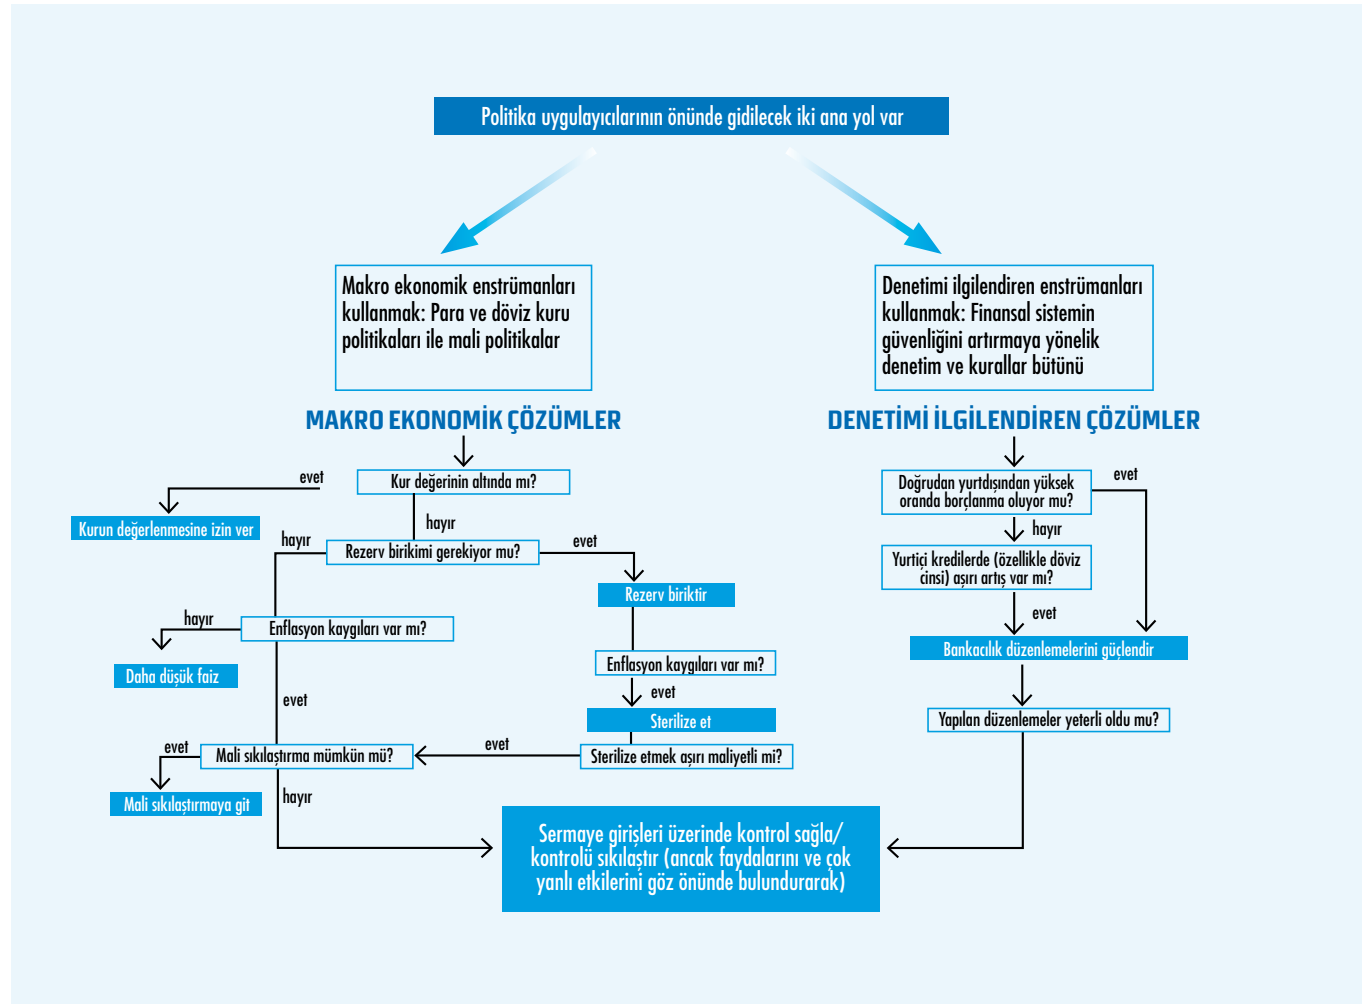 Politika uygulayıcılarının önünde gidilecek iki ana yol var
Makro ekonomik enstrümanları
kullanmak: Para ve döviz kuru
politikaları ile mali politikalar
Denetimi ilgilendiren enstrümanları
kullanmak: Finansal sistemin
güvenliğini artırmaya yönelik
denetim ve kurallar bütünü
MAKRO EKONOMİK ÇÖZÜMLER
evet
Kur değerinin altında mı?
Kurun değerlenmesine izin ver
hayır
hayır
Rezerv birikimi gerekiyor mu?
evet
Rezerv biriktir
hayır
Enflasyon kaygıları var mı?
Daha düşük faiz
evet
Enflasyon kaygıları var mı?
evet
Sterilize et
evet
Mali sıkılaştırma mümkün mü?
evet
Sterilize etmek aşırı maliyetli mi?
Mali sıkılaştırmaya git
hayır
DENETİMİ İLGİLENDİREN ÇÖZÜMLER
Doğrudan yurtdışından yüksek
oranda borçlanma oluyor mu?
evet
hayır
Yurtiçi kredilerde (özellikle döviz
cinsi) aşırı artış var mı?
evet
Bankacılık düzenlemelerini güçlendir
Yapılan düzenlemeler yeterli oldu mu?
Sermaye girişleri üzerinde kontrol sağla/
kontrolü sıkılaştır (ancak faydalarını ve çok
yanlı etkilerini göz önünde bulundurarak)